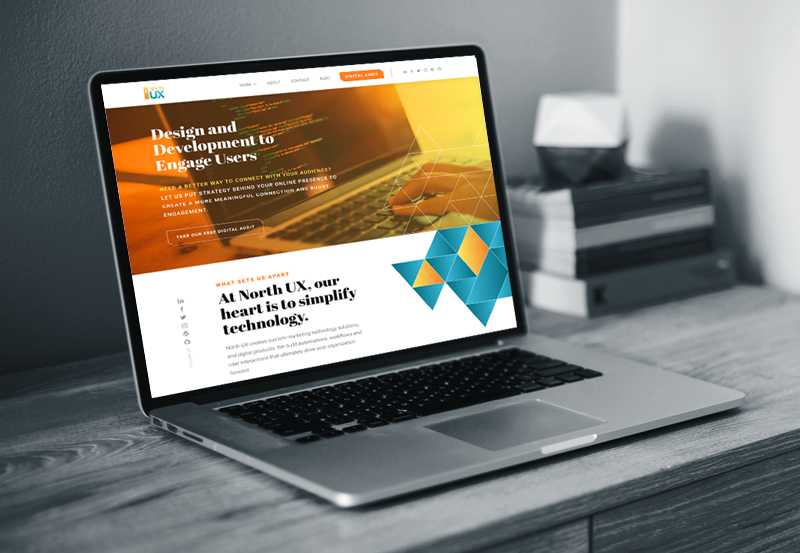 north
UX
WORK
ABOUT
CONTACT
BLOG
DIGITAL AUDIT
Design and
Development to
Engage Users
NEED A BETTER WAY TO CONNECT WITH YOUR AUDIENCE?
LET US PUT STRATEGY BEHIND YOUR ONLINE PRESENCE TO
CREATE A MORE MEANINGFUL CONNECTION AND BOOST
ENGAGEMENT.
TAKE OUR FREE DIGITAL AUDIT
WHAT SETS US APART
At North UX, our
heart is to simplify
technology.
North UX creates custom marketing technology solutions,
and digital products. We build automations, workflows and
user interactions that ultimately drive your organization
forward.